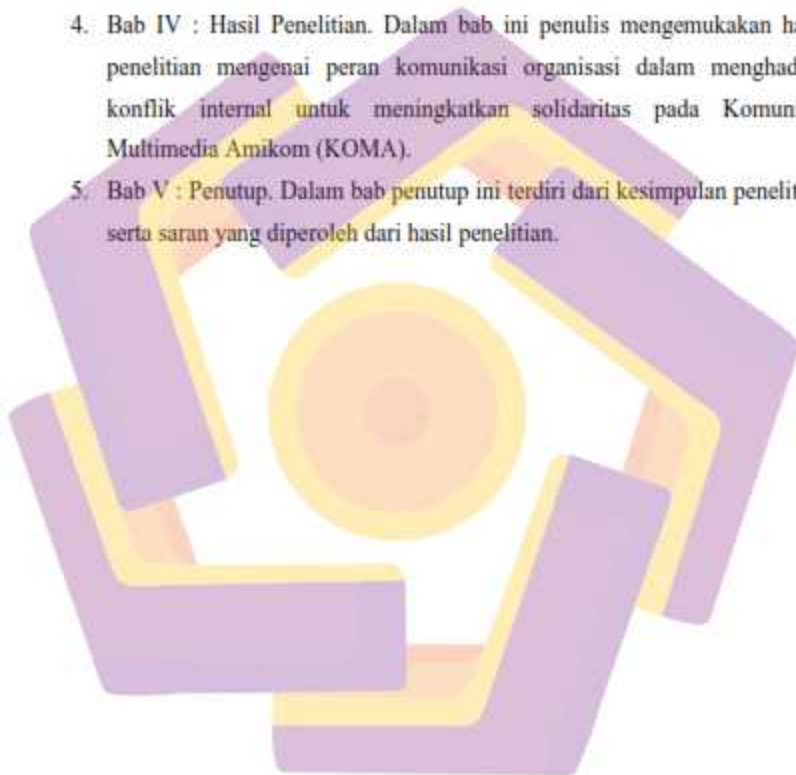 4. Bab IV : Hasil Penelitian. Dalam bab ini penulis mengemukakan ha
penelitian mengenai peran komunikasi organisasi dalam menghad
konflik internal untuk meningkatkan solidaritas pada Komun
Multimedia Amikom (KOMA).
5. Bab V : Penutup. Dalam bab penutup ini terdiri dari kesimpulan penelit
serta saran yang diperoleh dari hasil penelitian.